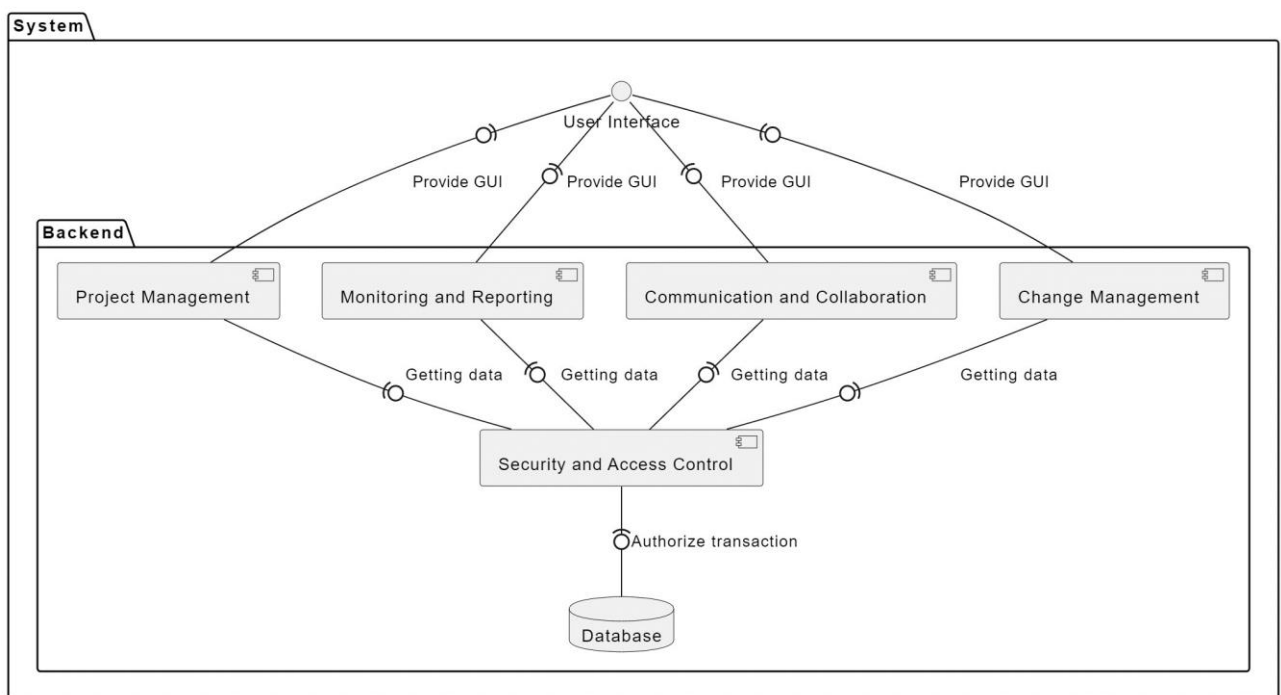 System
User Interface
Provide GUI
Provide GUI
Provide GUI
Provide GUI
Backend
Project Management
Monitoring and Reporting
Communication and Collaboration
Change Management
Getting data
Getting data
Getting data
Getting data
Security and Access Control
Authorize transaction
Database